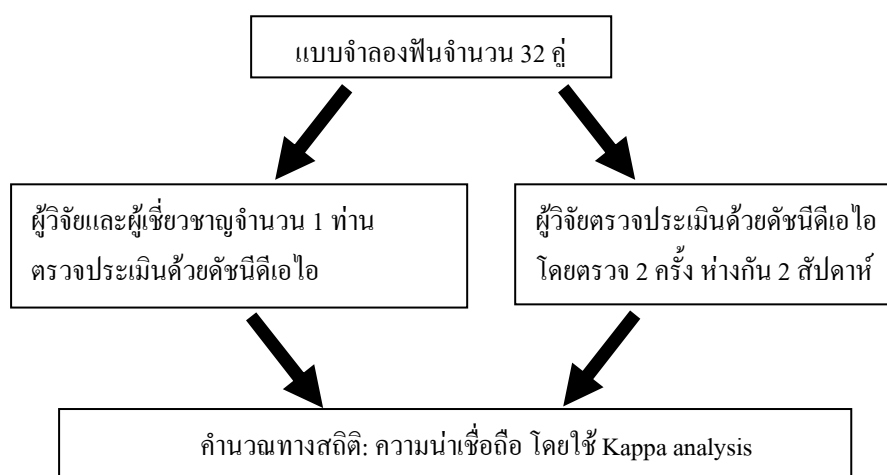 แบบจำลองฟันจำนวน 32 คู่
ผู้วิจัยและผู้เชี่ยวชาญจำนวน 1 ท่าน
ตรวจประเมินด้วยดัชนีดีเอไอ
ผู้วิจัยตรวจประเมินด้วยดัชนีดีเอไอ
โดยตรวจ 2 ครั้ง ห่างกัน 2 สัปดาห์
คำนวณทางสถิติ: ความน่าเชื่อถือ โดยใช้ Kappa analysis